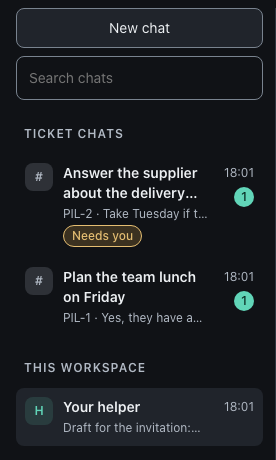 New chat
Search chats
TICKET CHATS
# Answer the supplier 18:01
about the delivery... 1
PIL-2 · Take Tuesday if t...
Needs you
# Plan the team lunch 18:01
on Friday 1
PIL-1 · Yes, they have a...
THIS WORKSPACE
H Your helper 18:01
Draft for the invitation:...